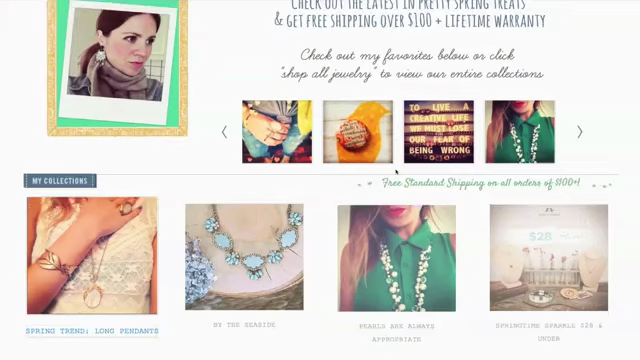 CHECK OUT THE LATEST IN PRETTY SPRING TREATS
& GET FREE SHIPPING OVER $100 + LIFETIME WARRANTY
Check out my favorites below or click
"shop all jewelry" to view our entire collections
TO LIVE A
CREATIVE LIFE
WE MUST LOSE
OUR FEAR OF
BEING WRONG
MY COLLECTIONS
Free Standard Shipping on all orders of $100+!
$28
SPRING TREND: LONG PENDANTS
BY THE SEASIDE
PEARLS ARE ALWAYS
APPROPRIATE
SPRINGTIME SPARKLE $28 &
UNDER